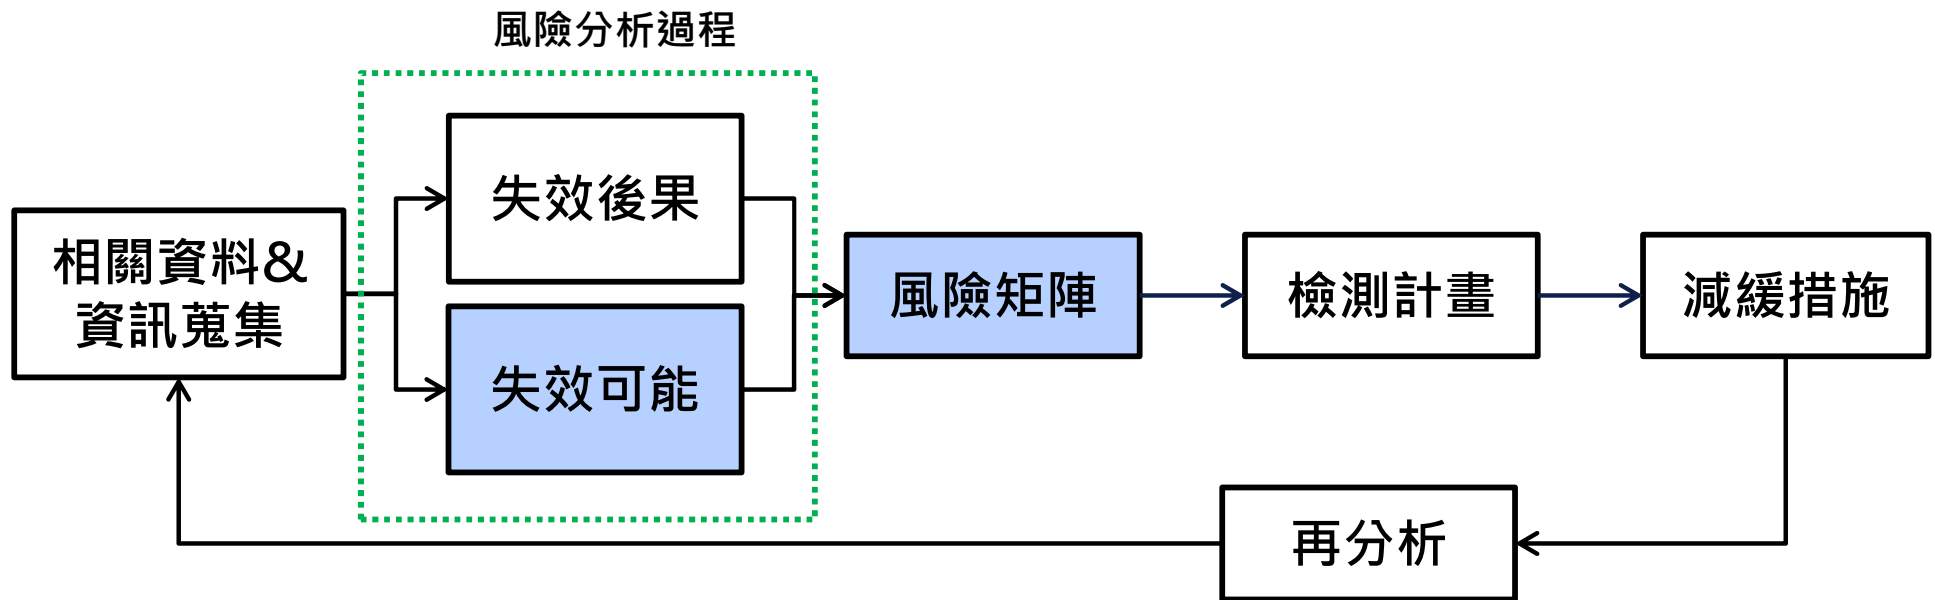 風險分析過程
失效後果
相關資料&
資訊蒐集
失效可能
風險矩陣
檢測計畫
減緩措施
再分析